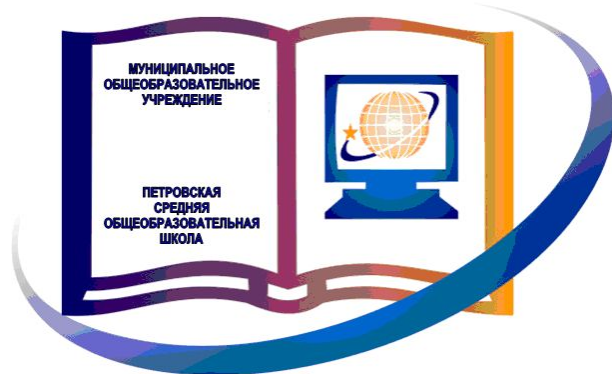 МУНИЦИПАЛЬНОЕ
ОБЩЕОБРАЗОВАТЕЛЬНОЕ
УЧРЕЖДЕНИЕ
ПЕТРОВСКАЯ
СРЕДНЯЯ
ОБЩЕОБРАЗОВАТЕЛЬНАЯ
ШКОЛА